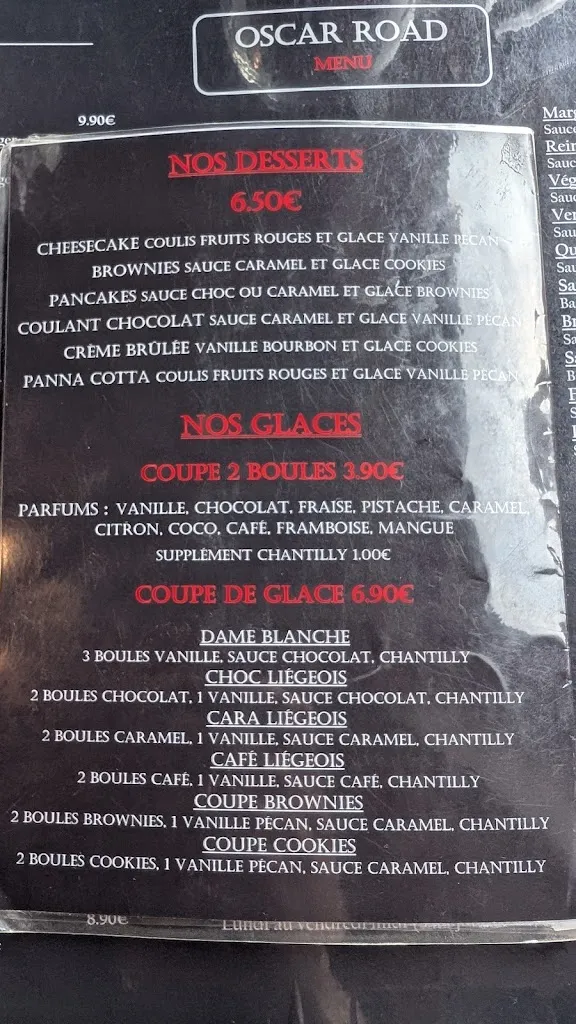 OSCAR ROAD
MENU
9.90€
NOS DESSERTS
6.50€
CHEESECAKE COULIS FRUITS ROUGES ET GLACE VANILLE PÉCAN
BROWNIES SAUCE CARAMEL ET GLACE COOKIES
PANCAKES SAUCE CHOC OU CARAMEL ET GLACE BROWNIES
COULANT CHOCOLAT SAUCE CARAMEL ET GLACE VANILLE PÉCAN
CRÈME BRÛLÉE VANILLE BOURBON ET GLACE COOKIES
PANNA COTTA COULIS FRUITS ROUGES ET GLACE VANILLE PÉCAN
NOS GLACES
COUPE 2 BOULES 3.90€
PARFUMS : VANILLE, CHOCOLAT, FRAISE, PISTACHE, CARAMEL,
CITRON, COCO, CAFÉ, FRAMBOISE, MANGUE
SUPPLÈMENT CHANTILLY 1.00€
COUPE DE GLACE 6.90€
DAME BLANCHE
3 BOULES VANILLE, SAUCE CHOCOLAT, CHANTILLY
CHOC LIÉGEOIS
2 BOULES CHOCOLAT, 1 VANILLE, SAUCE CHOCOLAT, CHANTILLY
CARA LIÉGEOIS
2 BOULES CARAMEL, 1 VANILLE, SAUCE CARAMEL, CHANTILLY
CAFÉ LIÉGEOIS
2 BOULES CAFÉ, 1 VANILLE, SAUCE CAFÉ, CHANTILLY
COUPE BROWNIES
2 BOULES BROWNIES, 1 VANILLE PÉCAN, SAUCE CARAMEL, CHANTILLY
COUPE COOKIES
2 BOULES COOKIES, 1 VANILLE PÉCAN, SAUCE CARAMEL, CHANTILLY
8.90€
Lundi au vendredi midi